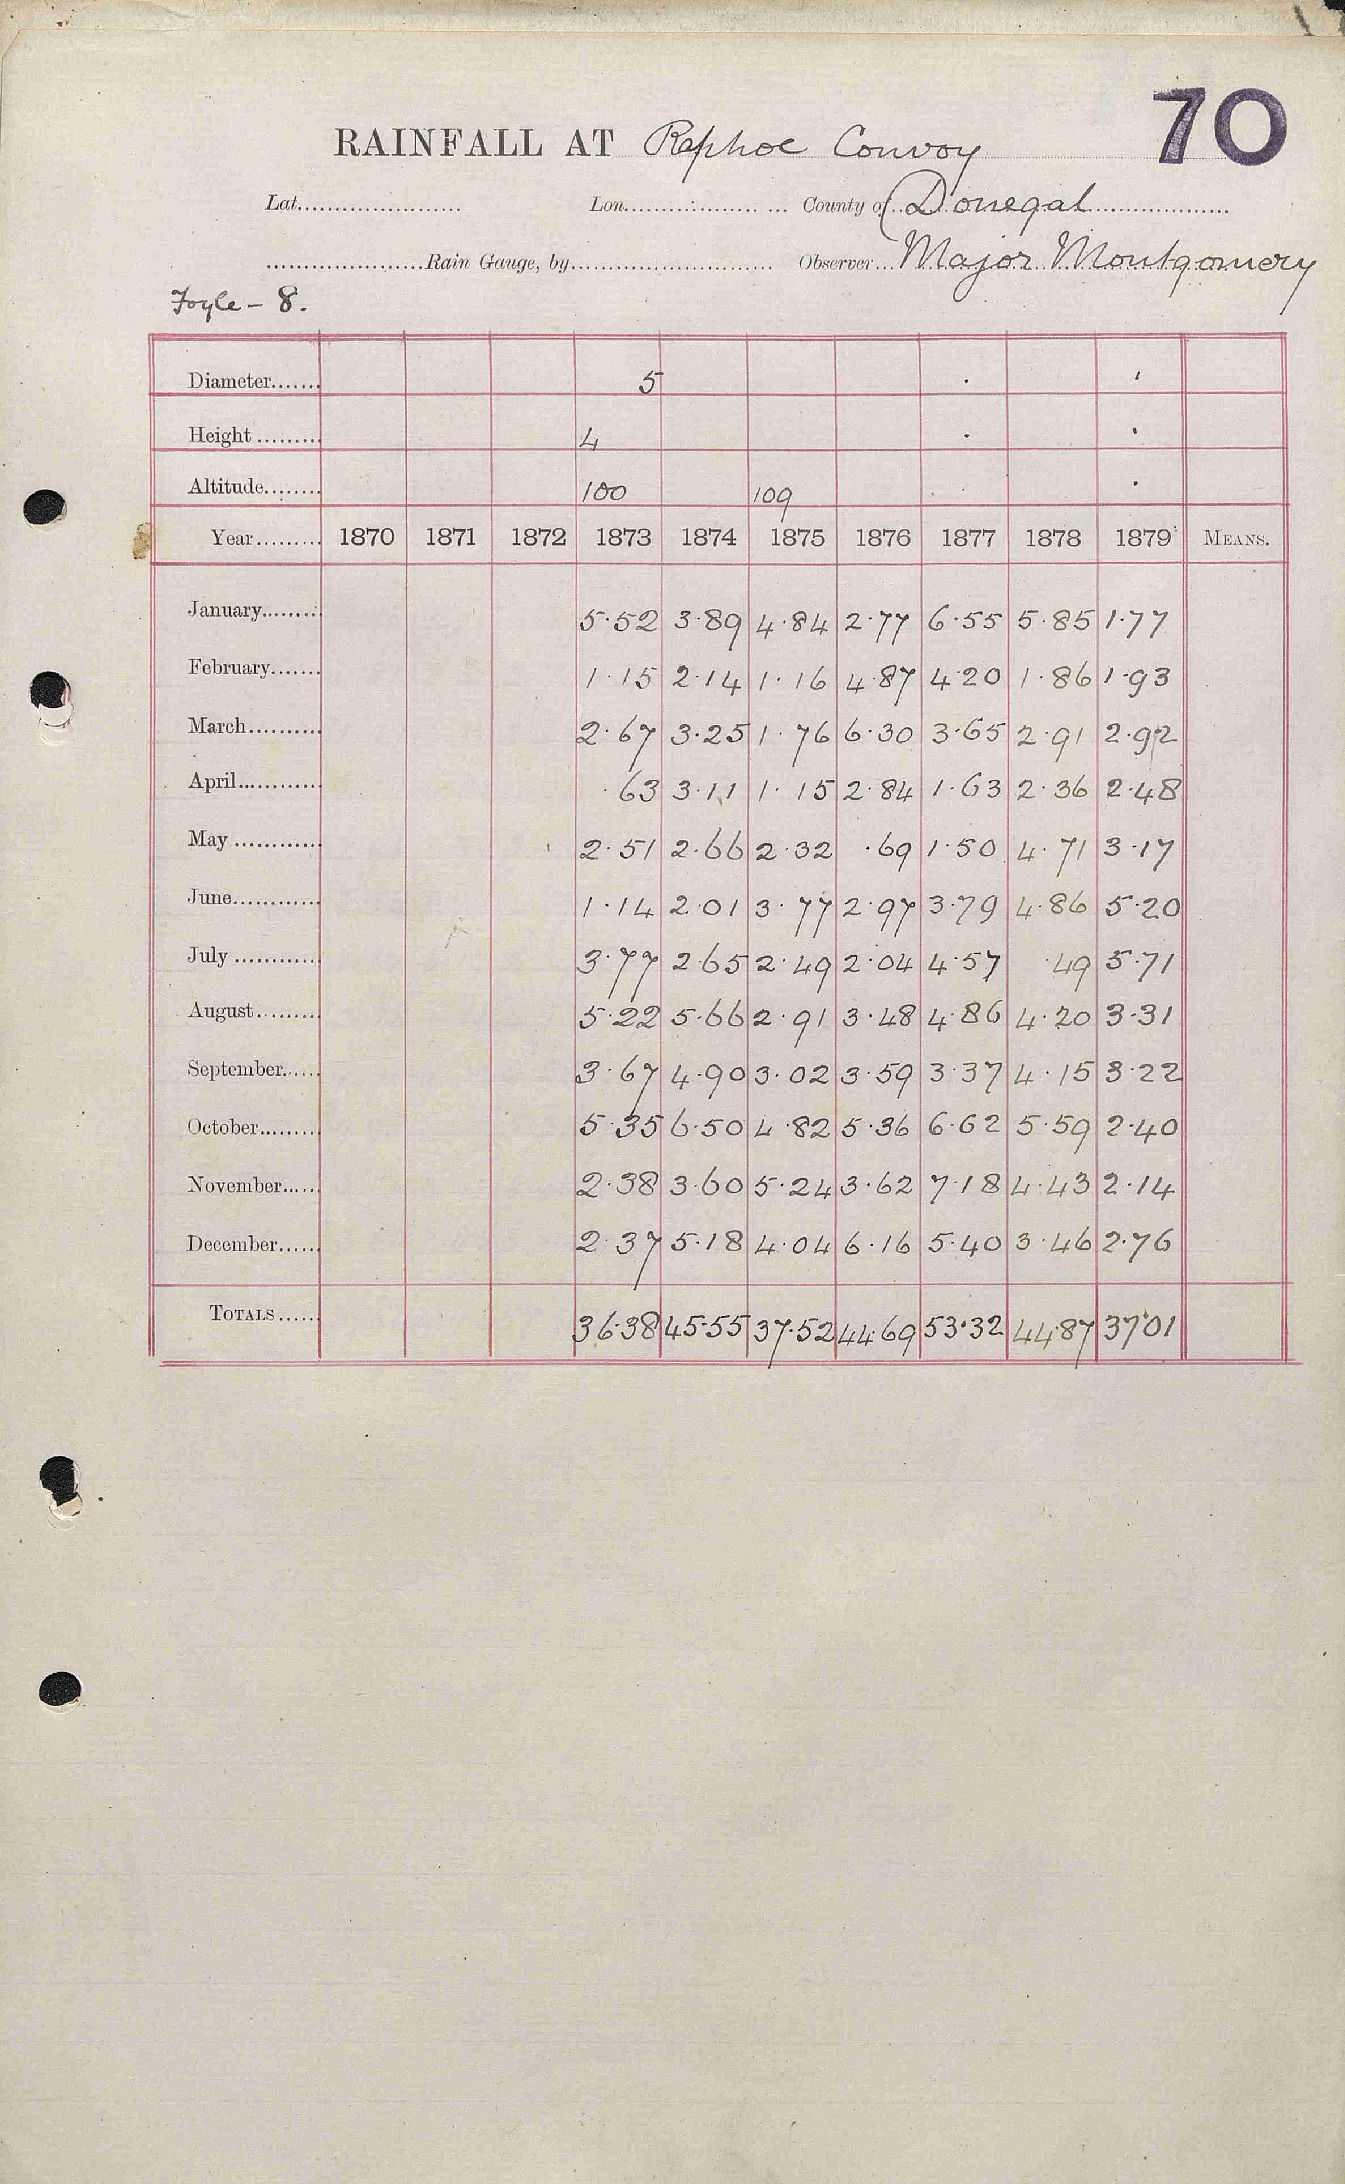 70
RAINFALL AT Raphoe Convoy
Lat. Lon. County of Donegal
Rain Gauge, by Observer Major Montgomery
Foyle - 8.
Diameter 5
Height 4
Altitude 100 109
Year 1870 1871 1872 1873 1874 1875 1876 1877 1878 1879 MEANS.
January 5·52 3·89 4·84 2·77 6·55 5·85 1·77
February 1·15 2·14 1·16 4·87 4·20 1·86 1·93
March 2·67 3·25 1·76 6·30 3·65 2·91 2·92
April ·63 3·11 1·15 2·84 1·63 2·36 2·48
May 2·51 2·66 2·32 ·69 1·50 4·71 3·17
June 1·14 2·01 3·77 2·97 3·79 4·86 5·20
July 3·77 2·65 2·49 2·04 4·57 ·49 5·71
August 5·22 5·66 2·91 3·48 4·86 4·20 3·31
September 3·67 4·90 3·02 3·59 3·37 4·15 3·22
October 5·35 6·50 4·82 5·36 6·62 5·59 2·40
November 2·38 3·60 5·24 3·62 7·18 4·43 2·14
December 2·37 5·18 4·04 6·16 5·40 3·46 2·76
TOTALS 36·38 45·55 37·52 44·69 53·32 44·87 37·01